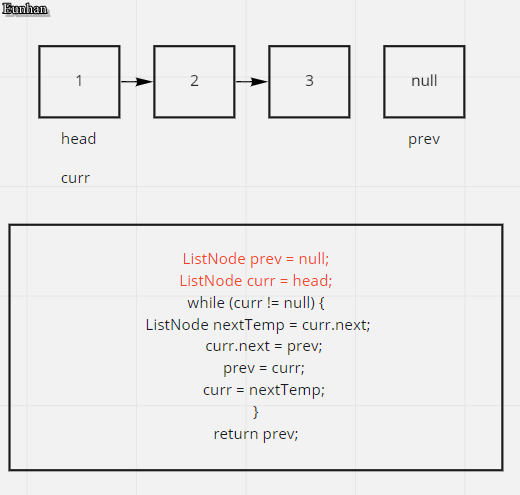 Eunhan
1 2 3 null
head prev
curr
ListNode prev = null;
ListNode curr = head;
while (curr != null) {
ListNode nextTemp = curr.next;
curr.next = prev;
prev = curr;
curr = nextTemp;
}
return prev;